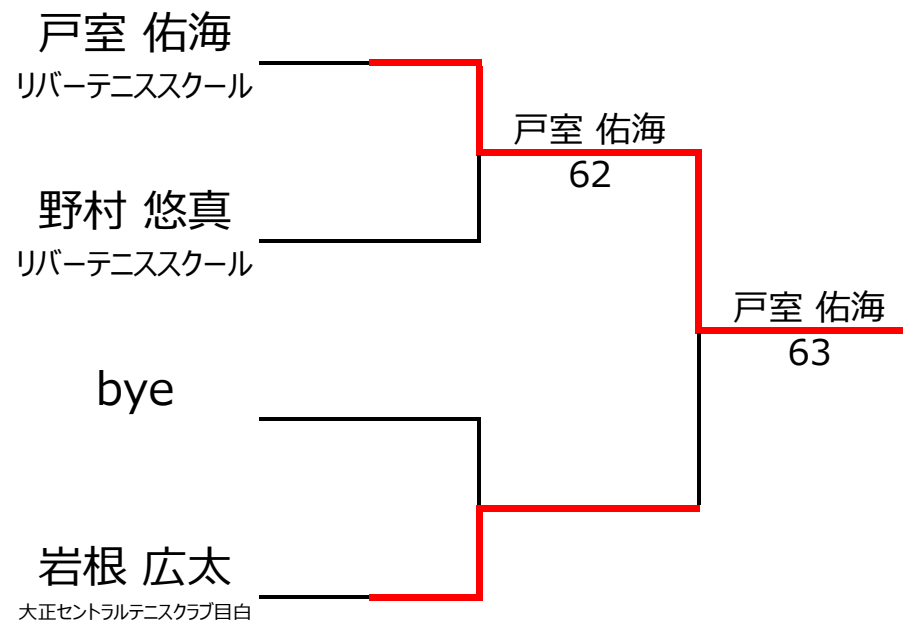 戸室 佑海
リバーテニススクール
野村 悠真
リバーテニススクール
bye
岩根 広太
大正セントラルテニスクラブ目白
戸室 佑海
62
戸室 佑海
63